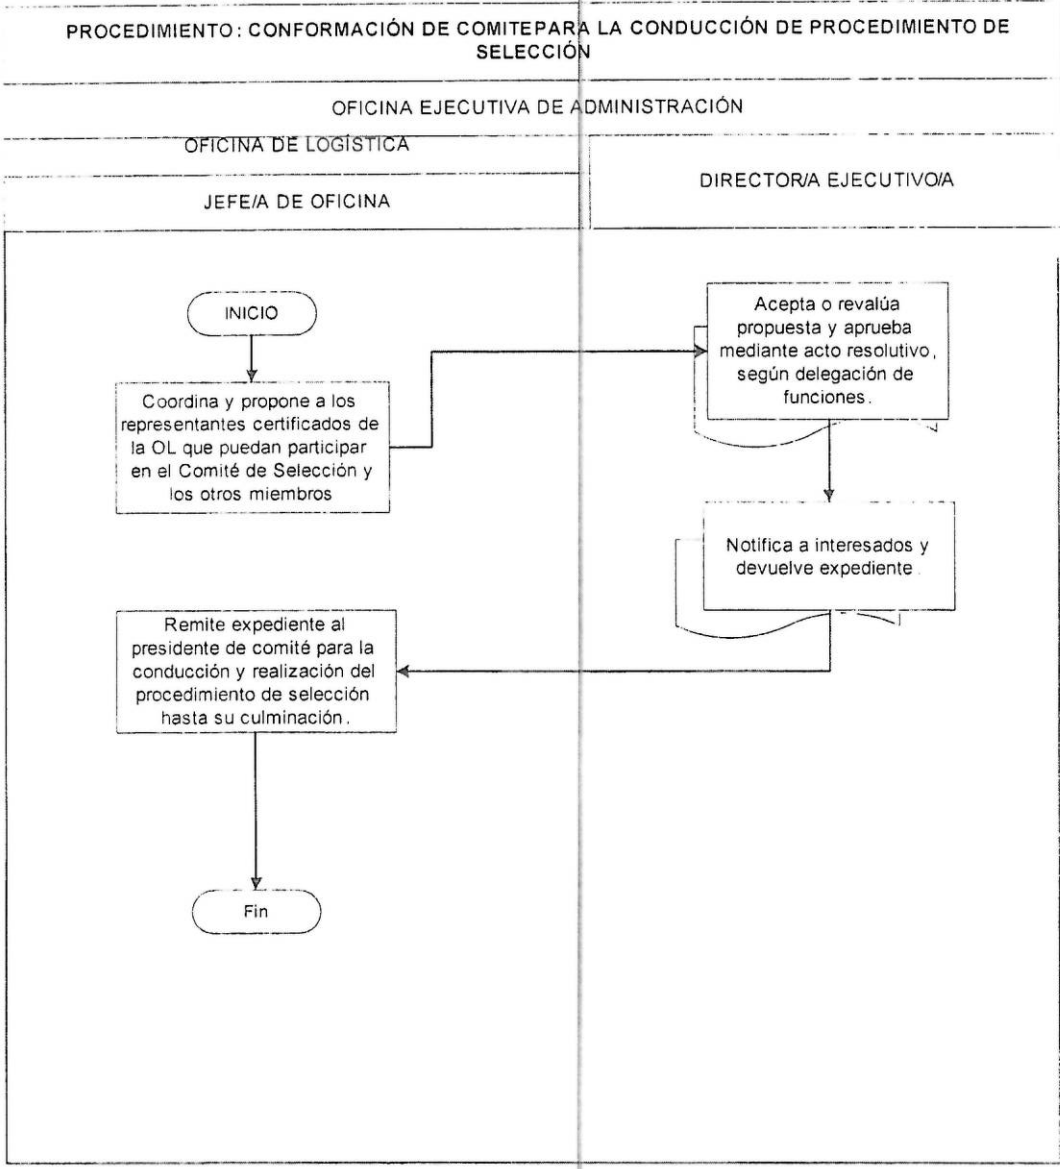 PROCEDIMIENTO: CONFORMACIÓN DE COMITEPARA LA CONDUCCIÓN DE PROCEDIMIENTO DE
SELECCIÓN
OFICINA EJECUTIVA DE ADMINISTRACIÓN
OFICINA DE LOGÍSTICA
JEFE/A DE OFICINA
DIRECTOR/A EJECUTIVO/A
INICIO
Coordina y propone a los
representantes certificados de
la OL que puedan participar
en el Comité de Selección y
los otros miembros
Acepta o revalúa
propuesta y aprueba
mediante acto resolutivo,
según delegación de
funciones.
Notifica a interesados y
devuelve expediente.
Remite expediente al
presidente de comité para la
conducción y realización del
procedimiento de selección
hasta su culminación.
Fin